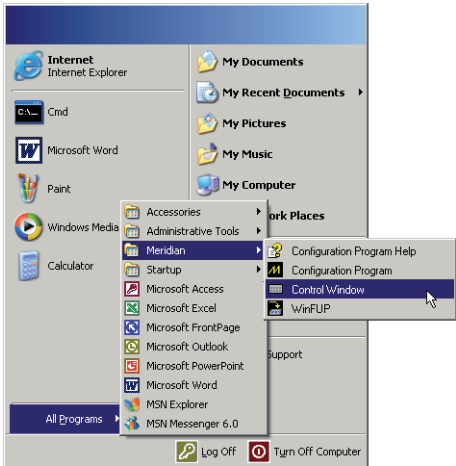 Internet
Internet Explorer
Cmd
Microsoft Word
Paint
Windows Media
Calculator
All Programs
My Documents
My Recent Documents
My Pictures
My Music
My Computer
ork Places
Support
Accessories
Administrative Tools
Meridian
Startup
Microsoft Access
Microsoft Excel
Microsoft FrontPage
Microsoft Outlook
Microsoft PowerPoint
Microsoft Word
MSN Explorer
MSN Messenger 6.0
Configuration Program Help
Configuration Program
Control Window
WinFUP
Log Off
Turn Off Computer